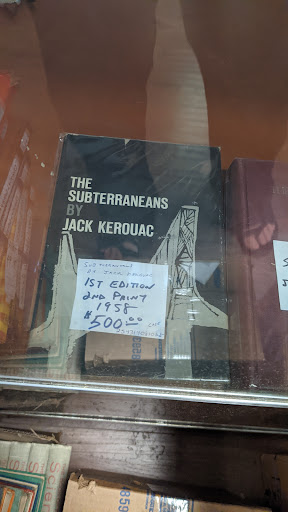 THE
SUBTERRANEANS
BY
JACK KEROUAC
1ST EDITION
2ND PRINT
1958
$500.00